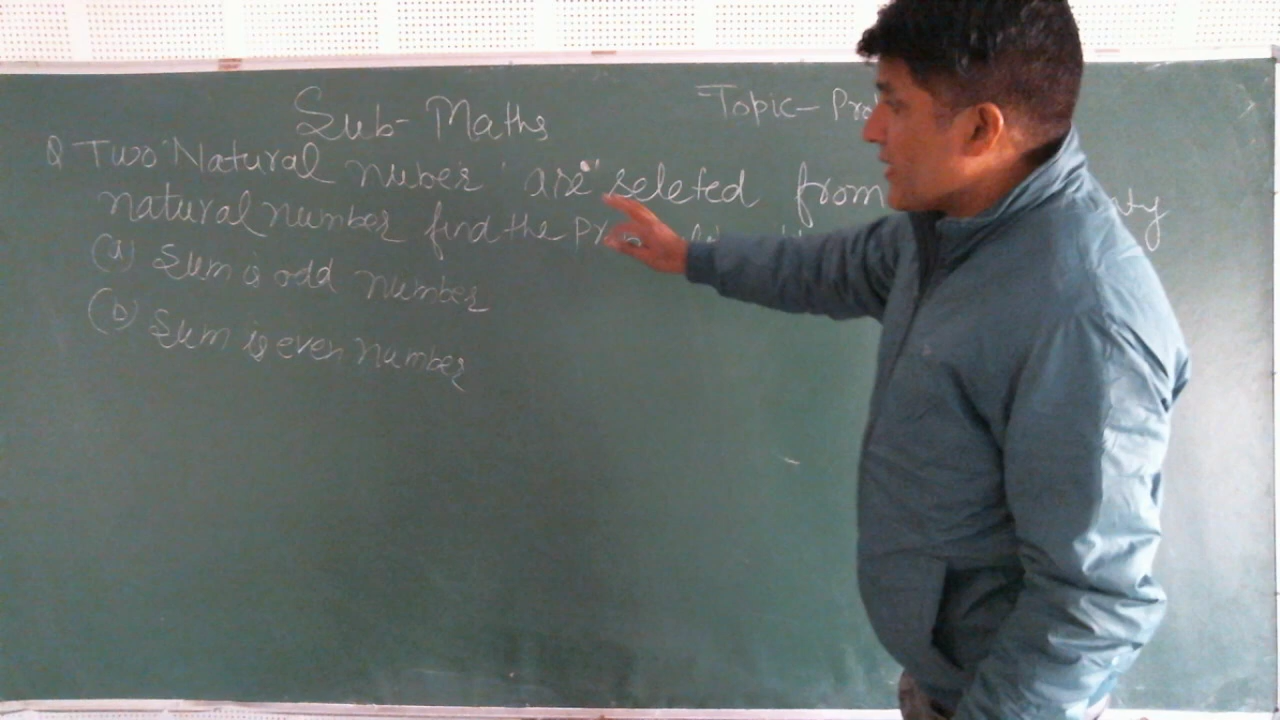 Sub- Maths
Topic- Pro
Q Two Natural nuber are seleted from
natural number find the Pro
(a) Sum is odd number
(b) Sum is even number